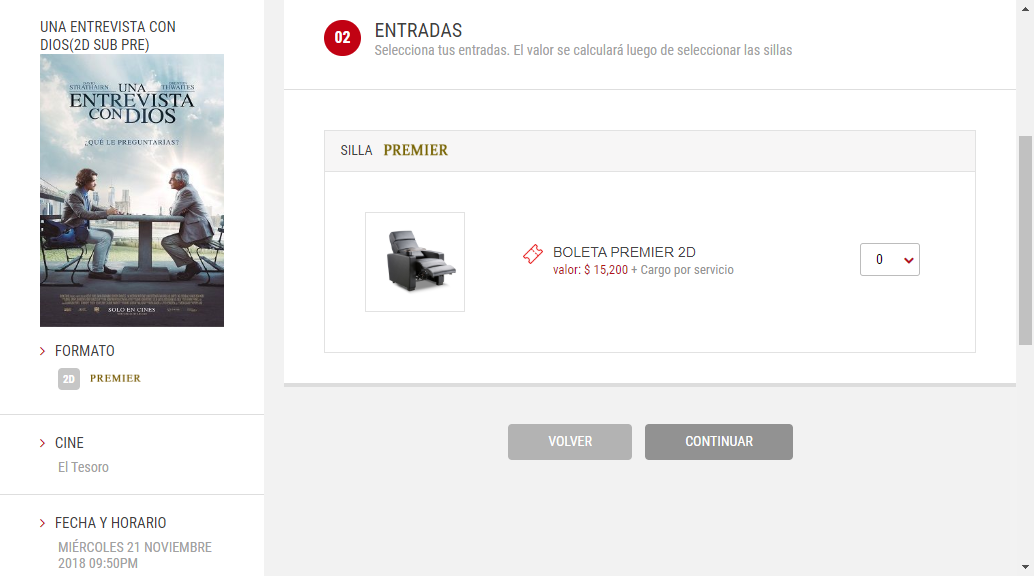 UNA ENTREVISTA CON
DIOS(2D SUB PRE)
STRATHAIRN
THWAITES
UNA
ENTREVISTA
CON DIOS
¿QUÉ LE PREGUNTARÍAS?
SOLO EN CINES
FORMATO
2D PREMIER
CINE
El Tesoro
FECHA Y HORARIO
MIÉRCOLES 21 NOVIEMBRE
2018 09:50PM
02 ENTRADAS
Selecciona tus entradas. El valor se calculará luego de seleccionar las sillas
SILLA PREMIER
BOLETA PREMIER 2D
valor: $ 15,200 + Cargo por servicio
0
VOLVER
CONTINUAR